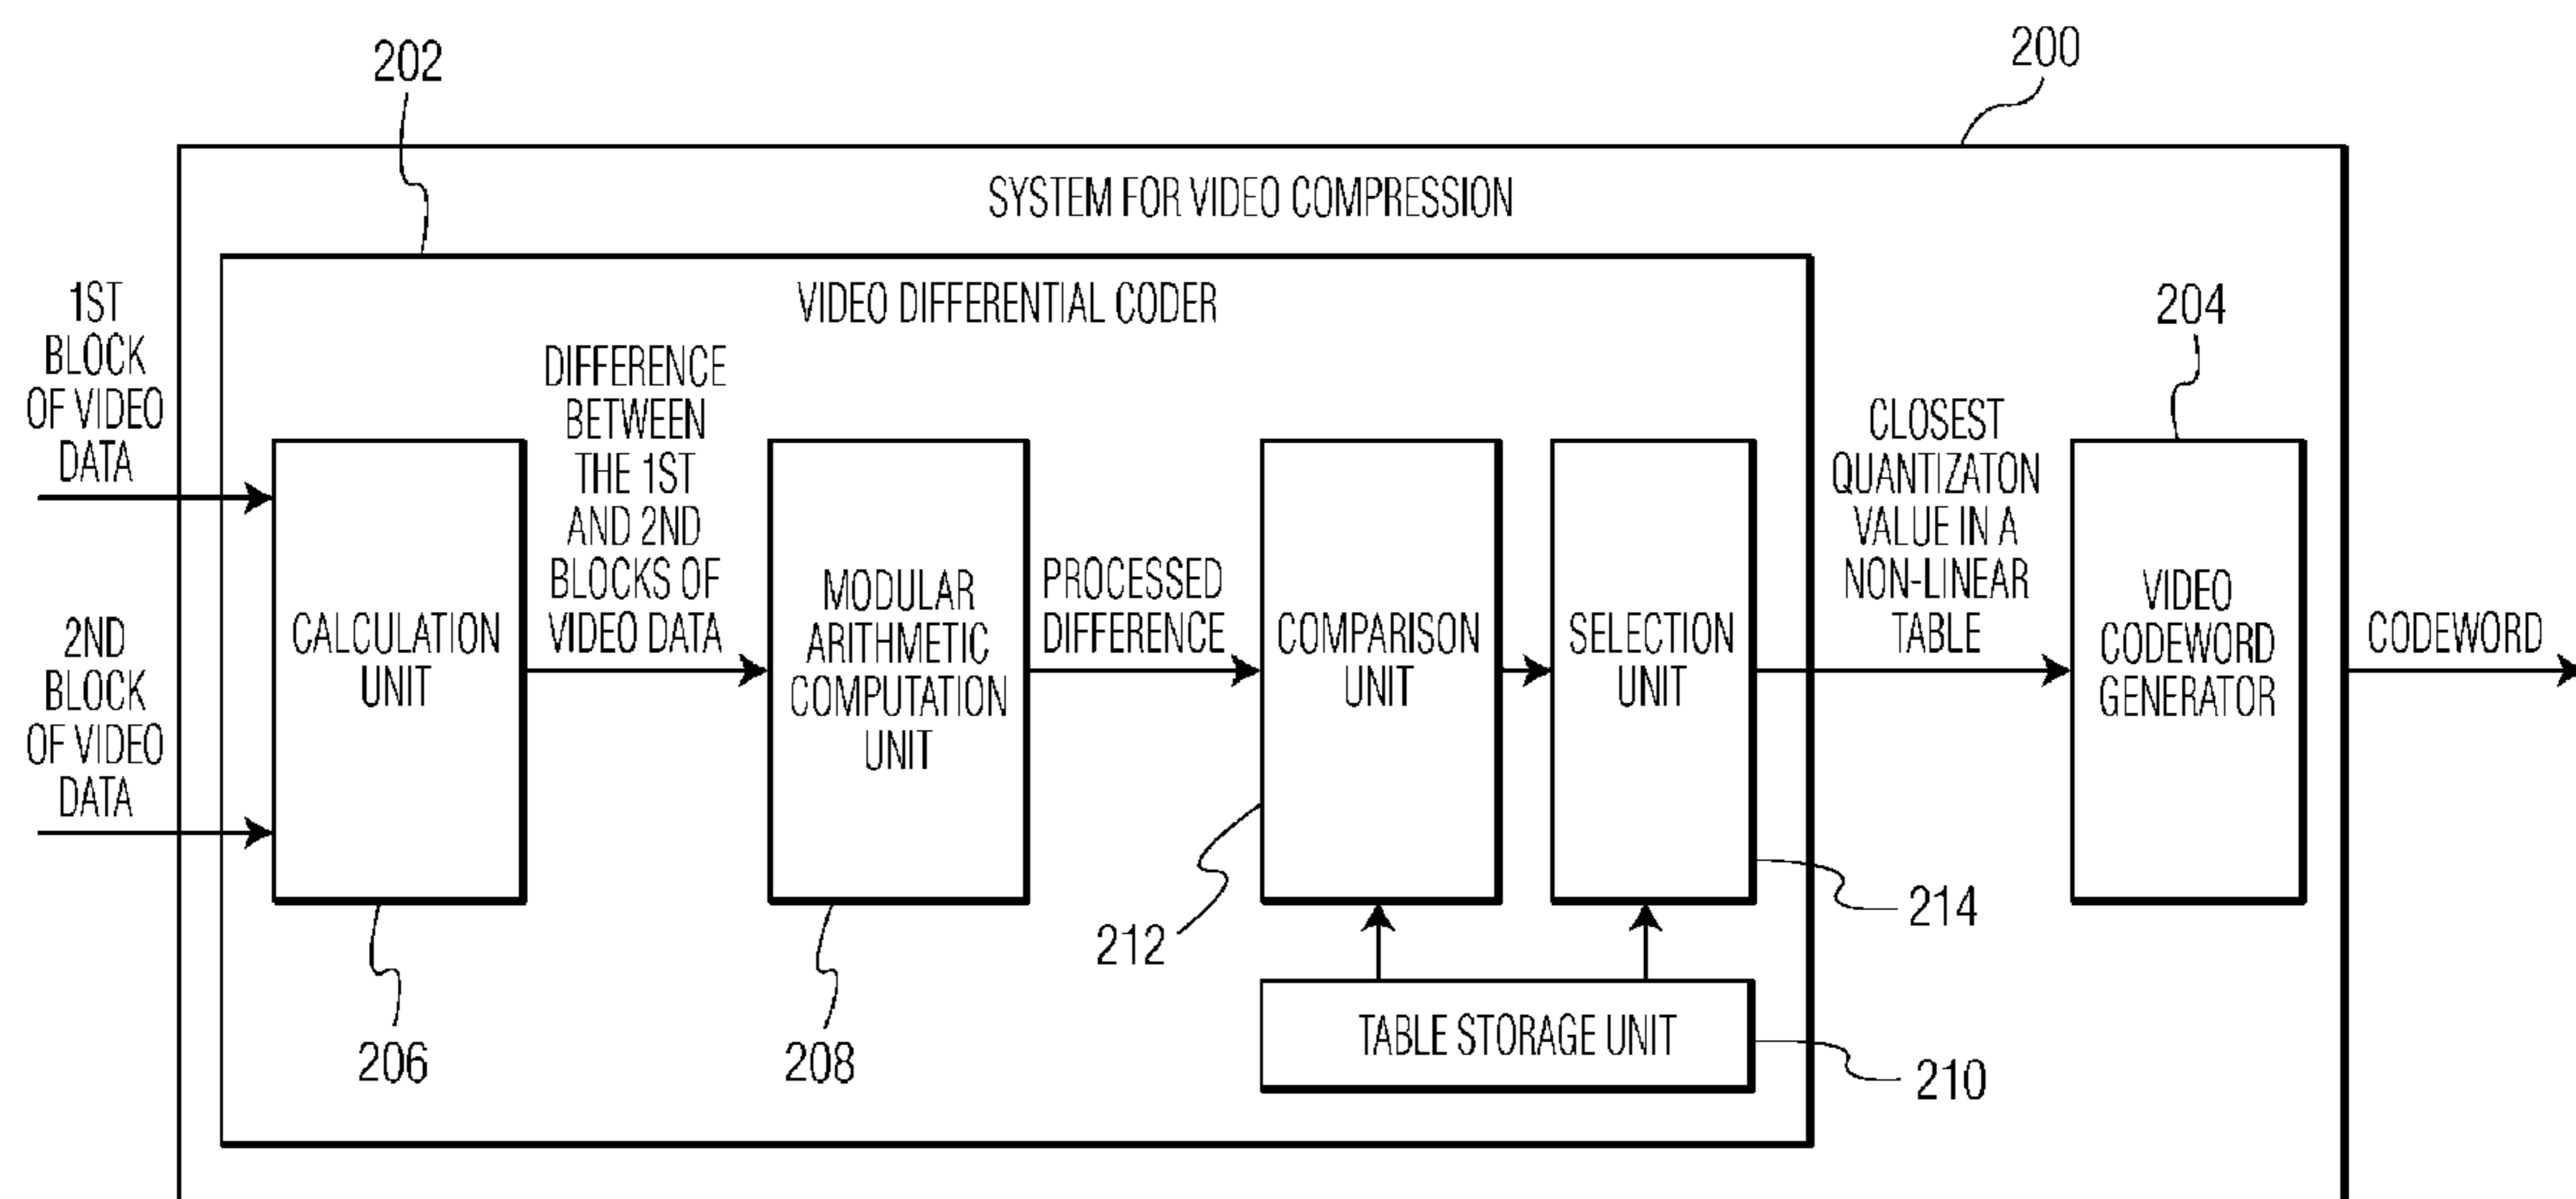 202
200
SYSTEM FOR VIDEO COMPRESSION
VIDEO DIFFERENTIAL CODER
1ST
BLOCK
OF VIDEO
DATA
2ND
BLOCK
OF VIDEO
DATA
CALCULATION
UNIT
206
DIFFERENCE
BETWEEN
THE 1ST
AND 2ND
BLOCKS OF
VIDEO DATA
MODULAR
ARITHMETIC
COMPUTATION
UNIT
208
PROCESSED
DIFFERENCE
COMPARISON
UNIT
212
SELECTION
UNIT
214
TABLE STORAGE UNIT
210
CLOSEST
QUANTIZATON
VALUE IN A
NON-LINEAR
TABLE
204
VIDEO
CODEWORD
GENERATOR
CODEWORD